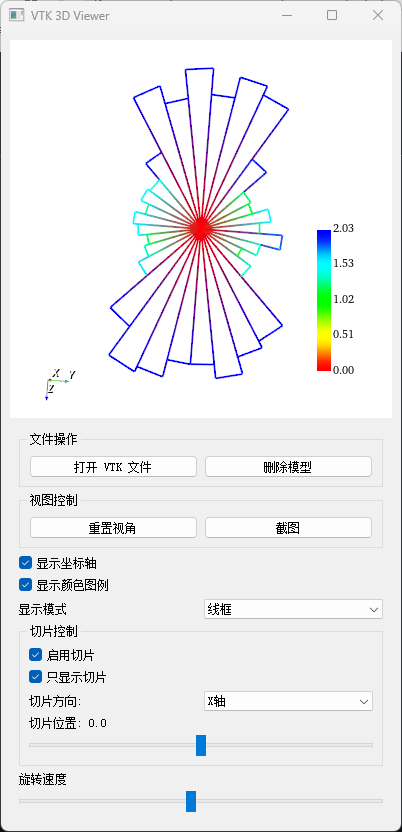 VTK 3D Viewer
2.03
1.53
1.02
0.51
0.00
X Y
Z
文件操作
打开 VTK 文件 删除模型
视图控制
重置视角 截图
显示坐标轴
显示颜色图例
显示模式 线框
切片控制
启用切片
只显示切片
切片方向: X轴
切片位置: 0.0
旋转速度